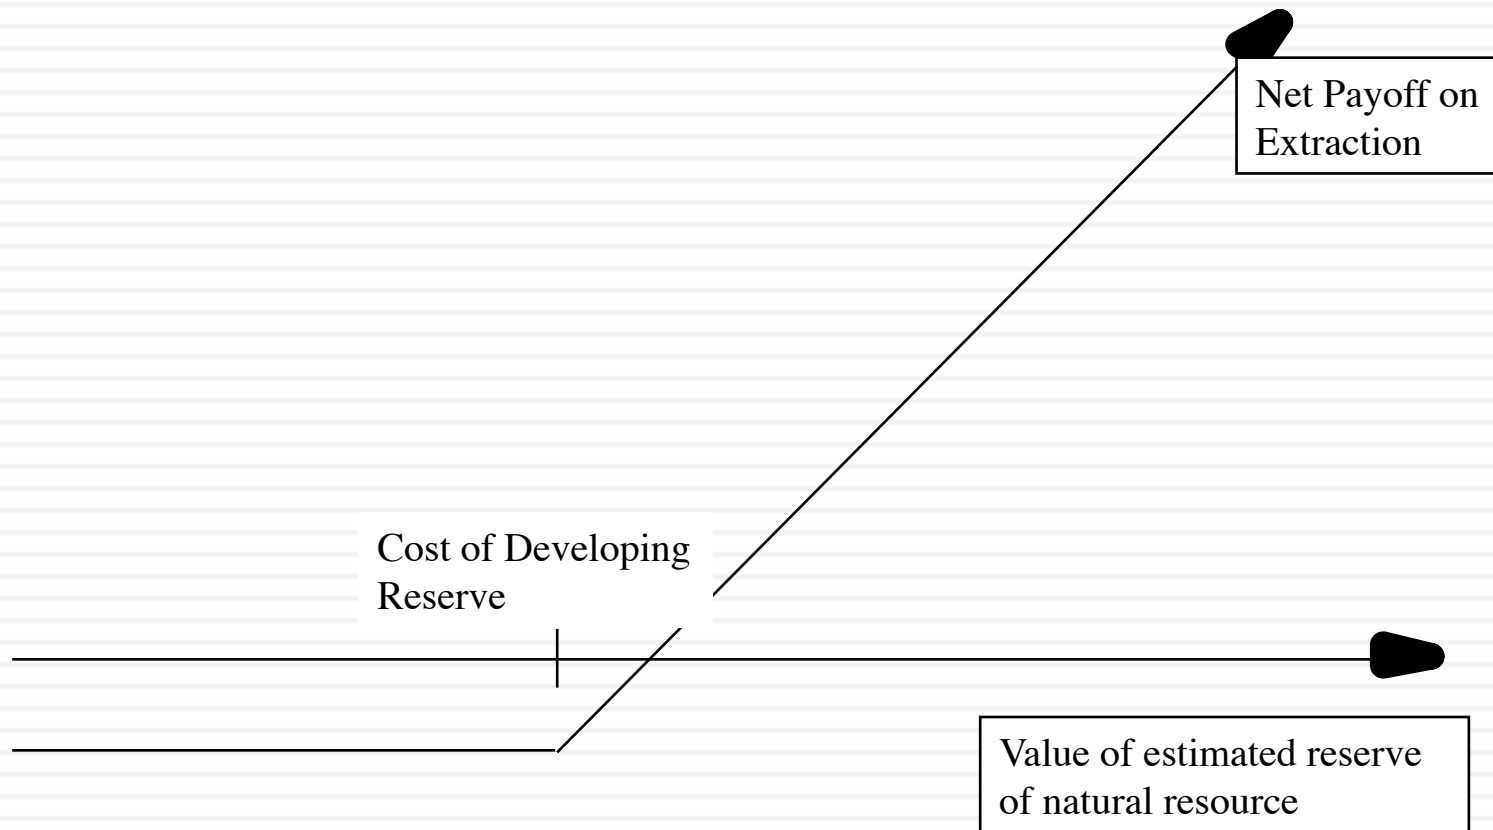 Net Payoff on
Extraction
Cost of Developing
Reserve
Value of estimated reserve
of natural resource